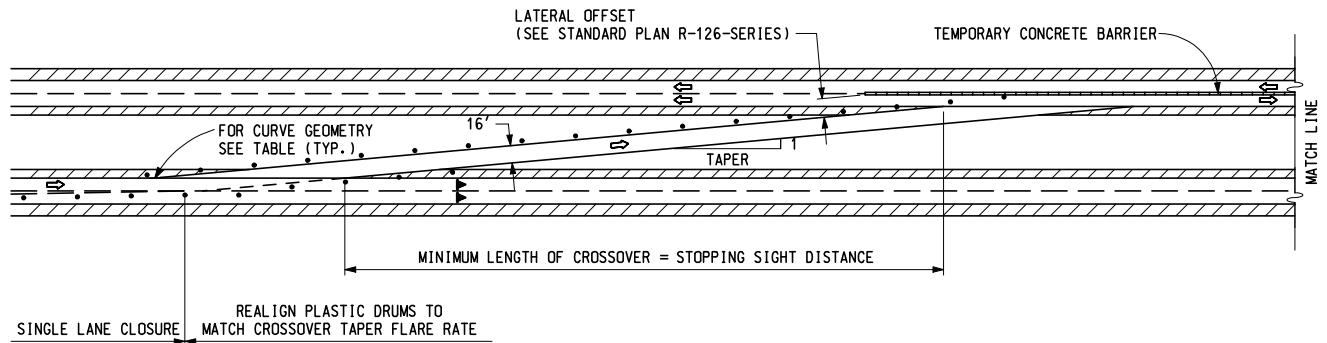 LATERAL OFFSET
(SEE STANDARD PLAN R-126-SERIES)
TEMPORARY CONCRETE BARRIER
FOR CURVE GEOMETRY
SEE TABLE (TYP.)
16'
1
TAPER
MATCH LINE
MINIMUM LENGTH OF CROSSOVER = STOPPING SIGHT DISTANCE
REALIGN PLASTIC DRUMS TO
MATCH CROSSOVER TAPER FLARE RATE
SINGLE LANE CLOSURE